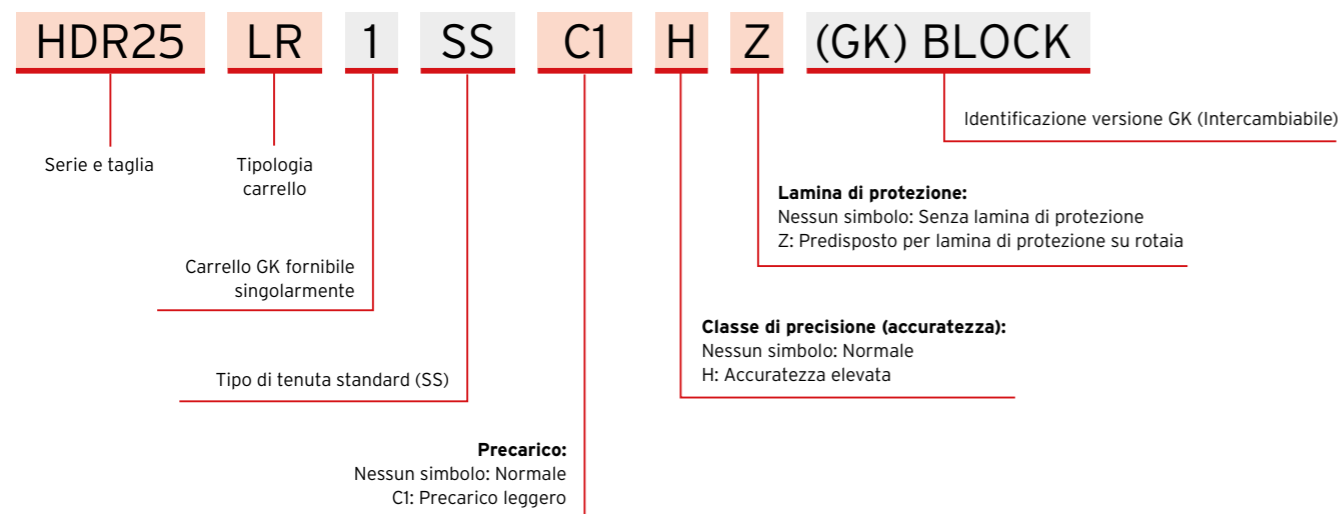 HDR25 LR 1 SS C1 H Z (GK) BLOCK
Identificazione versione GK (Intercambiabile)
Serie e taglia
Tipologia
carrello
Lamina di protezione:
Nessun simbolo: Senza lamina di protezione
Z: Predisposto per lamina di protezione su rotaia
Carrello GK fornibile
singolarmente
Classe di precisione (accuratezza):
Nessun simbolo: Normale
H: Accuratezza elevata
Tipo di tenuta standard (SS)
Precarico:
Nessun simbolo: Normale
C1: Precarico leggero